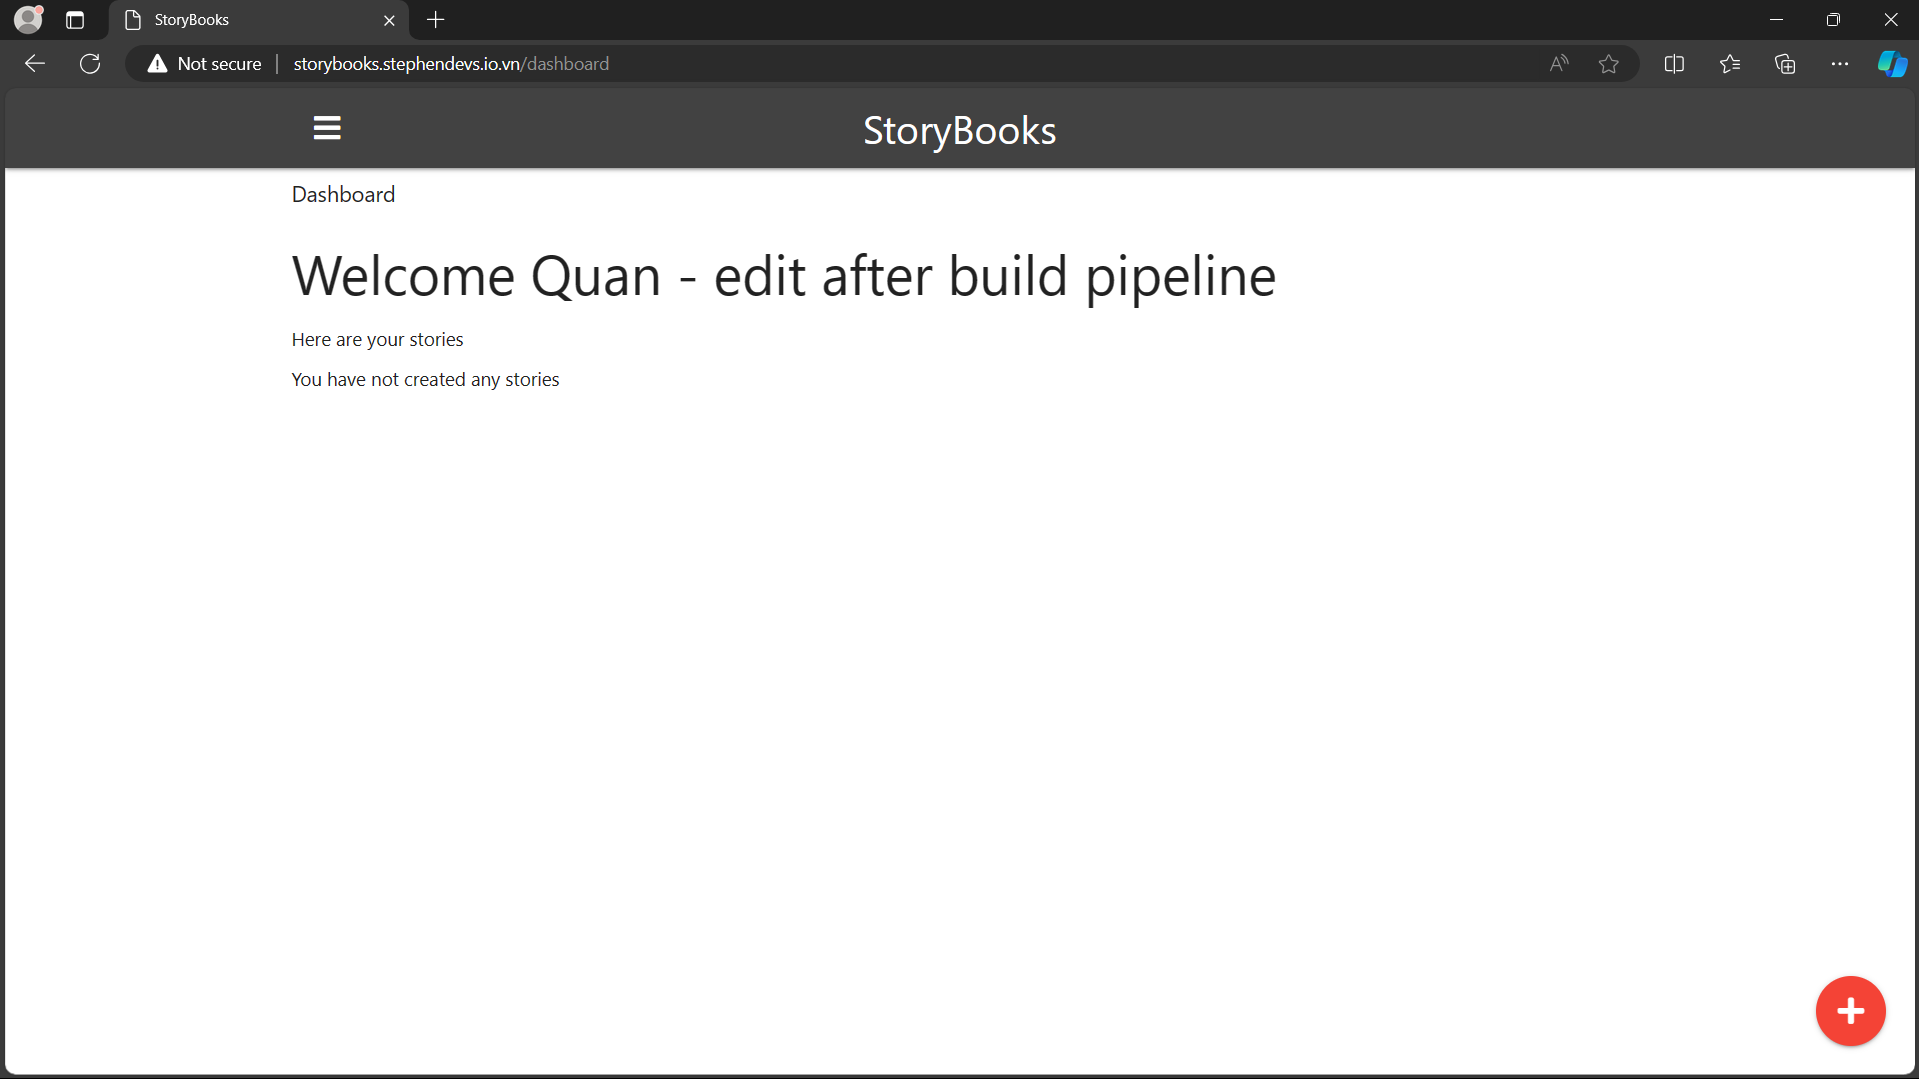 StoryBooks
Not secure
storybooks.stephendevs.io.vn/dashboard
StoryBooks
Dashboard
Welcome Quan - edit after build pipeline
Here are your stories
You have not created any stories